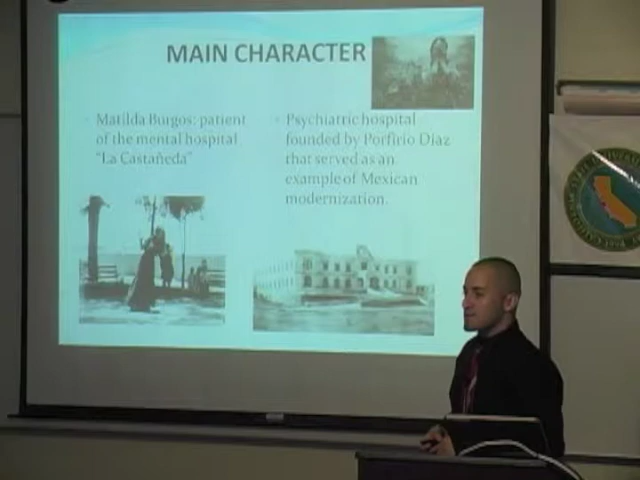 MAIN CHARACTER
Matilda Burgos: patient
of the mental hospital
"La Castañeda"
Psychiatric hospital
founded by Porfirio Diaz
that served as an
example of Mexican
modernization.